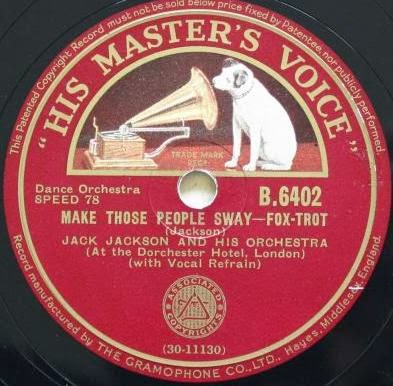 This Patented Copyright Record must not be sold below price fixed by Patentee nor publicly performed.
"HIS MASTER'S VOICE"
TRADE MARK
REGD.
Dance Orchestra
SPEED 78
B.6402
MAKE THOSE PEOPLE SWAY—FOX-TROT
(Jackson)
JACK JACKSON AND HIS ORCHESTRA
(At the Dorchester Hotel, London)
(with Vocal Refrain)
ASSOCIATED
COPYRIGHTS
(30-11130)
Record manufactured by THE GRAMOPHONE CO., LTD., Hayes, Middlesex, England.